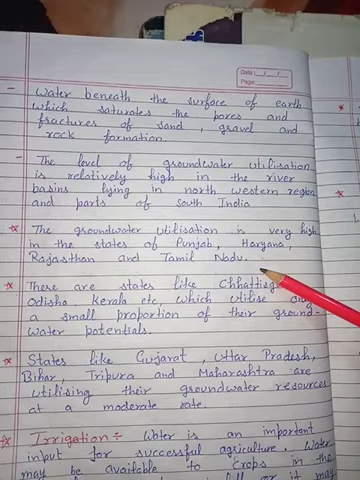 Date : __/__/__
Page:
- Water beneath the surface of earth
which saturates the pores and
fractures of sand, gravel and
rock formation.
- The level of groundwater utilisation
is relatively high in the river
basins lying in north western region
and parts of South India
* The groundwater utilisation is very high
in the states of Punjab, Haryana,
Rajasthan and Tamil Nadu.
* There are states like
Odisha, Kerala etc, which utilise
a small proportion of their ground-
water potentials.
* States like Gujarat, Uttar Pradesh,
Bihar, Tripura and Maharashtra are
utilising their groundwater resources
at a moderate rate.
* Irrigation ÷ Water is an important
input for successful agriculture. Water
may be available to crops in the